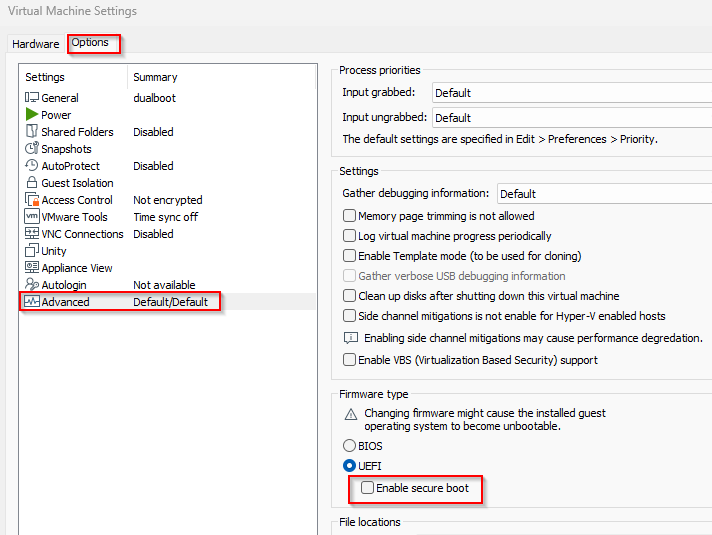 Virtual Machine Settings
Hardware Options
Settings Summary
General dualboot
Power
Shared Folders Disabled
Snapshots
AutoProtect Disabled
Guest Isolation
Access Control Not encrypted
vm VMware Tools Time sync off
VNC Connections Disabled
Unity
Appliance View
Autologin Not available
Advanced Default/Default
Process priorities
Input grabbed: Default
Input ungrabbed: Default
The default settings are specified in Edit > Preferences > Priority.
Settings
Gather debugging information: Default
Memory page trimming is not allowed
Log virtual machine progress periodically
Enable Template mode (to be used for cloning)
Gather verbose USB debugging information
Clean up disks after shutting down this virtual machine
Side channel mitigations is not enable for Hyper-V enabled hosts
Enabling side channel mitigations may cause performance degredation.
Enable VBS (Virtualization Based Security) support
Firmware type
Changing firmware might cause the installed guest
operating system to become unbootable.
BIOS
UEFI
Enable secure boot
File locations